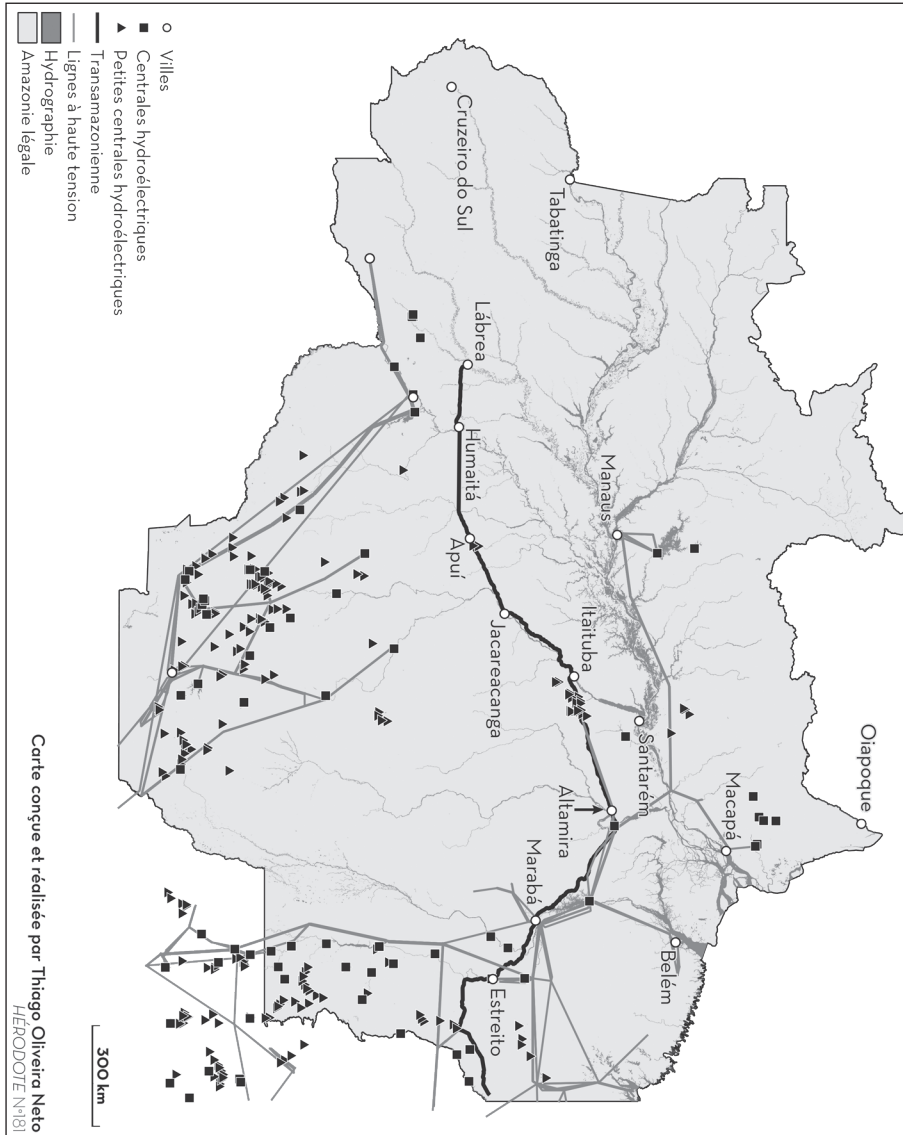 Villes
Centrales hydroélectriques
Petites centrales hydroélectriques
Transamazonienne
Lignes à haute tension
Hydrographie
Amazonie légale
Oiapoque
Macapá
Belém
Santarém
Manaus
Itaituba
Altamira
Marabá
Estreito
Tabatinga
Jacareacanga
Apuí
Humaitá
Lábrea
Cruzeiro do Sul
300 km
Carte conçue et réalisée par Thiago Oliveira Neto
HÉRODOTE N°181